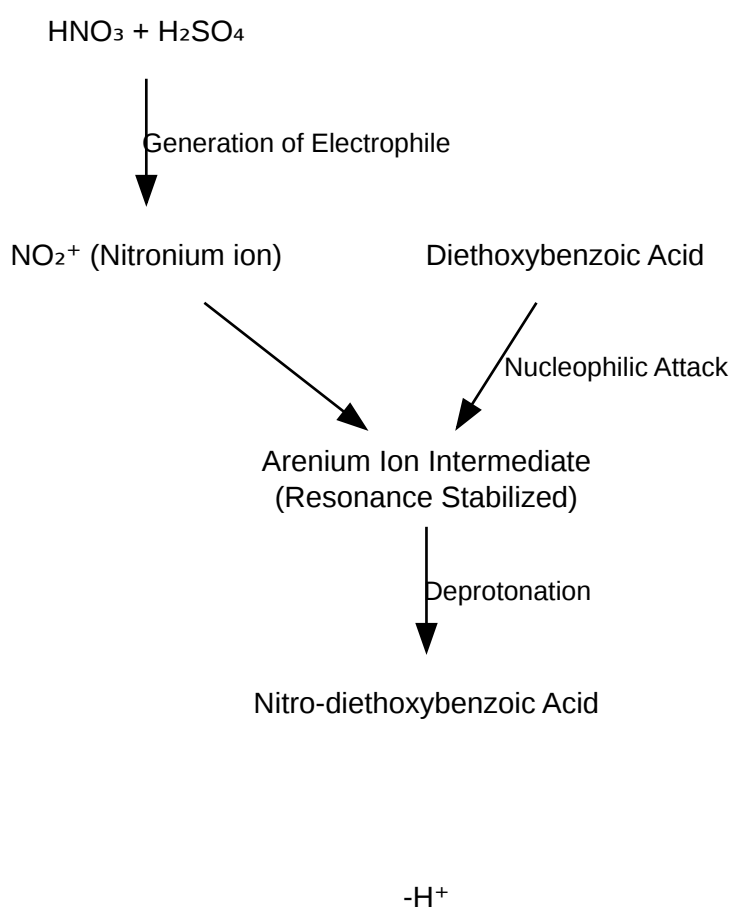 HNO₃ + H₂SO₄
Generation of Electrophile
NO₂⁺ (Nitronium ion)
Diethoxybenzoic Acid
Nucleophilic Attack
Arenium Ion Intermediate
(Resonance Stabilized)
Deprotonation
Nitro-diethoxybenzoic Acid
-H⁺